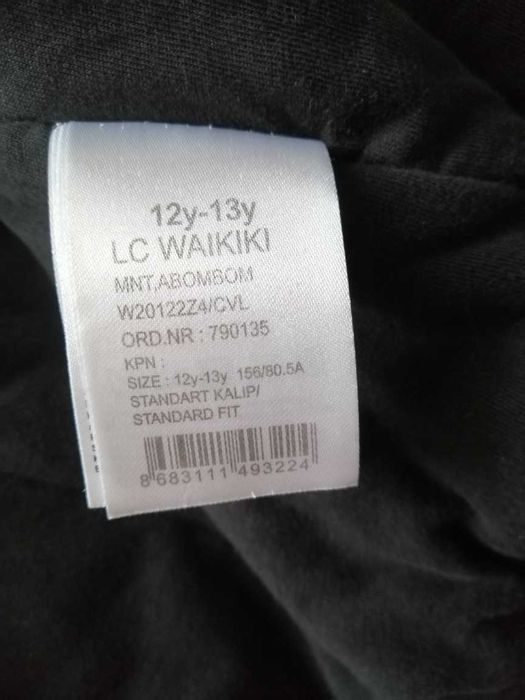 12y-13y
LC WAIKIKI
MNT,ABOMBOM
W20122Z4/CVL
ORD.NR : 790135
KPN :
SIZE : 12y-13y 156/80.5A
STANDART KALIP/
STANDARD FIT
8 683111 493224